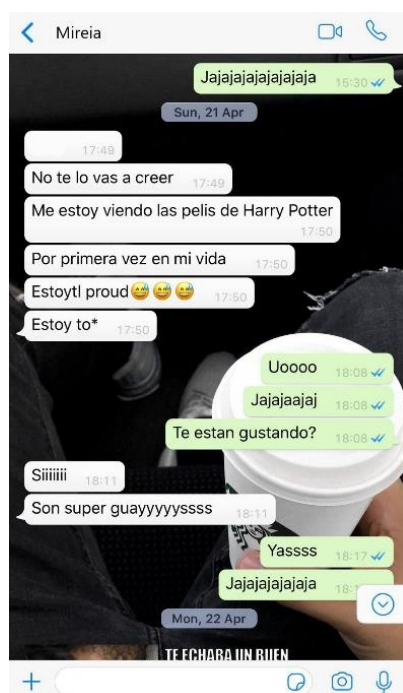 Mireia
Jajajajajajajajaja 15:30
Sun, 21 Apr
17:49
No te lo vas a creer 17:49
Me estoy viendo las pelis de Harry Potter
17:50
Por primera vez en mi vida 17:50
Estoytl proud😅😅😅 17:50
Estoy to* 17:50
Uoooo 18:08
Jajajaajaj 18:08
Te estan gustando? 18:08
Siiiiiii 18:11
Son super guayyyyyssss 18:11
Yassss 18:17
Jajajajajajaja
Mon, 22 Apr
TE ECHABA UN BUEN